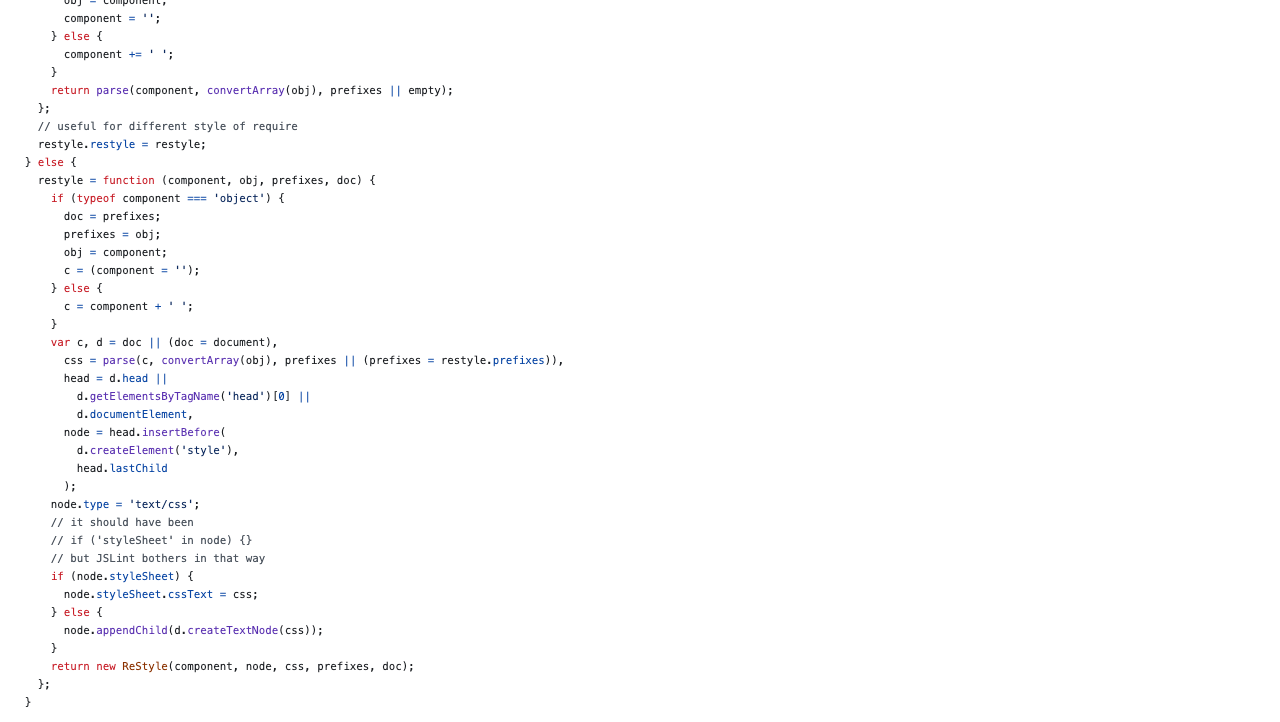 obj = component;
component = '';
} else {
component += ' ';
}
return parse(component, convertArray(obj), prefixes || empty);
};
// useful for different style of require
restyle.restyle = restyle;
} else {
restyle = function (component, obj, prefixes, doc) {
if (typeof component === 'object') {
doc = prefixes;
prefixes = obj;
obj = component;
c = (component = '');
} else {
c = component + ' ';
}
var c, d = doc || (doc = document),
css = parse(c, convertArray(obj), prefixes || (prefixes = restyle.prefixes)),
head = d.head ||
d.getElementsByTagName('head')[0] ||
d.documentElement,
node = head.insertBefore(
d.createElement('style'),
head.lastChild
);
node.type = 'text/css';
// it should have been
// if ('styleSheet' in node) {}
// but JSLint bothers in that way
if (node.styleSheet) {
node.styleSheet.cssText = css;
} else {
node.appendChild(d.createTextNode(css));
}
return new ReStyle(component, node, css, prefixes, doc);
};
}